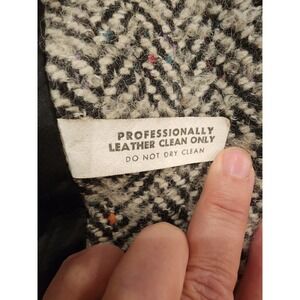 PROFESSIONALLY
LEATHER CLEAN ONLY
DO NOT DRY CLEAN